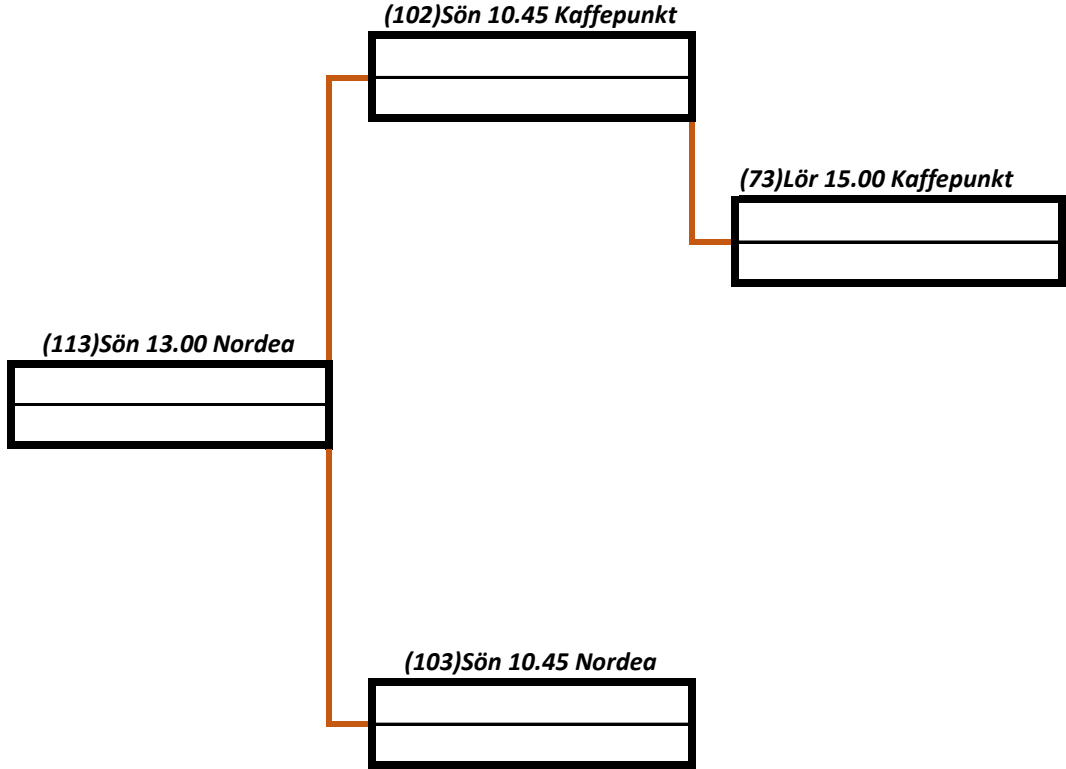 (102)Sön 10.45 Kaffepunkt
(73)Lör 15.00 Kaffepunkt
(113)Sön 13.00 Nordea
(103)Sön 10.45 Nordea